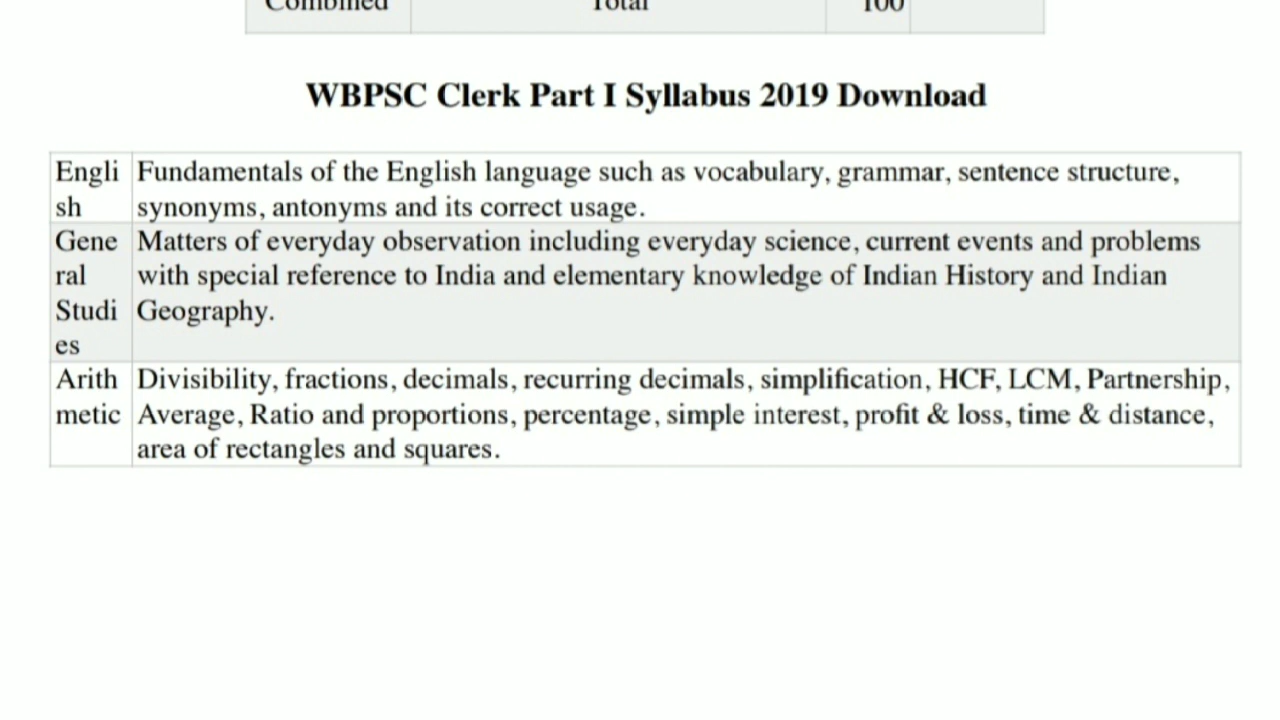 Combined Total 100
WBPSC Clerk Part I Syllabus 2019 Download
Engli Fundamentals of the English language such as vocabulary, grammar, sentence structure,
sh synonyms, antonyms and its correct usage.
Gene Matters of everyday observation including everyday science, current events and problems
ral with special reference to India and elementary knowledge of Indian History and Indian
Studi Geography.
es
Arith Divisibility, fractions, decimals, recurring decimals, simplification, HCF, LCM, Partnership,
metic Average, Ratio and proportions, percentage, simple interest, profit & loss, time & distance,
area of rectangles and squares.